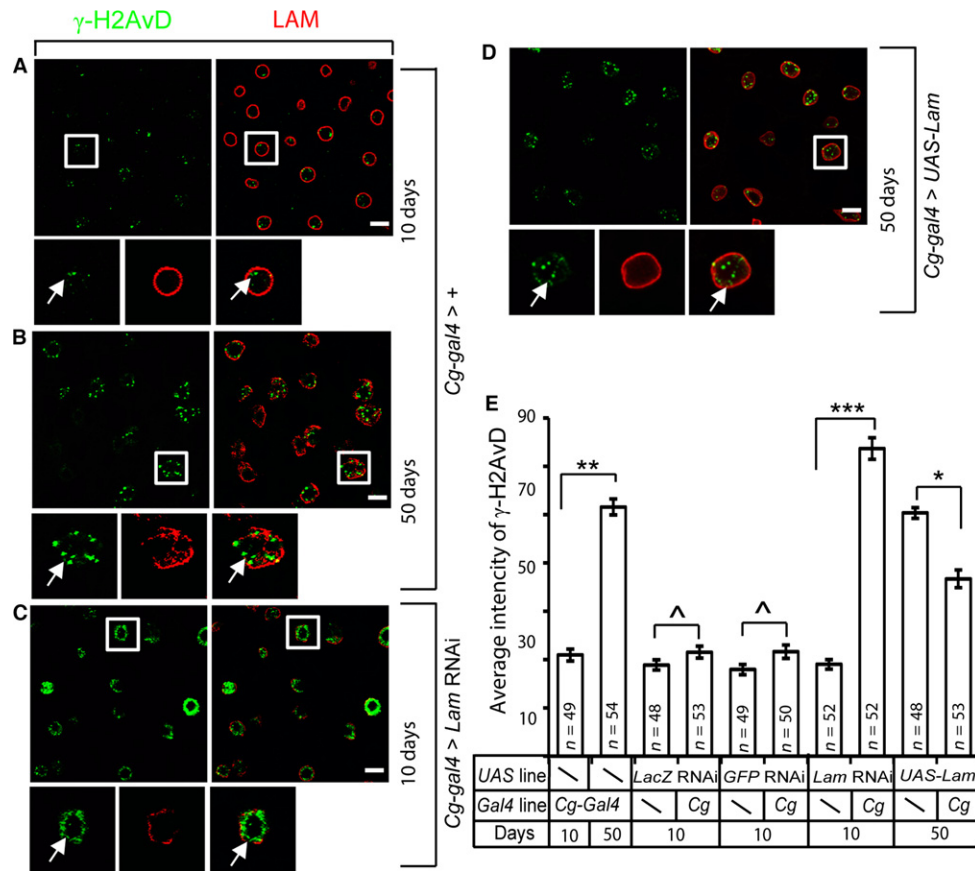 γ-H2AvD LAM
A
10 days
B
50 days
Cg-gal4 > +
C
10 days
Cg-gal4 > Lam RNAi
D
50 days
Cg-gal4 > UAS-Lam
E
Average intencity of γ-H2AvD
90
70
50
30
10
** ^ ^ *** *
n = 49 n = 54 n = 48 n = 53 n = 49 n = 50 n = 52 n = 52 n = 48 n = 53
UAS line \ \ LacZ RNAi GFP RNAi Lam RNAi UAS-Lam
Gal4 line Cg-Gal4 \ Cg \ Cg \ Cg \ Cg
Days 10 50 10 10 10 50